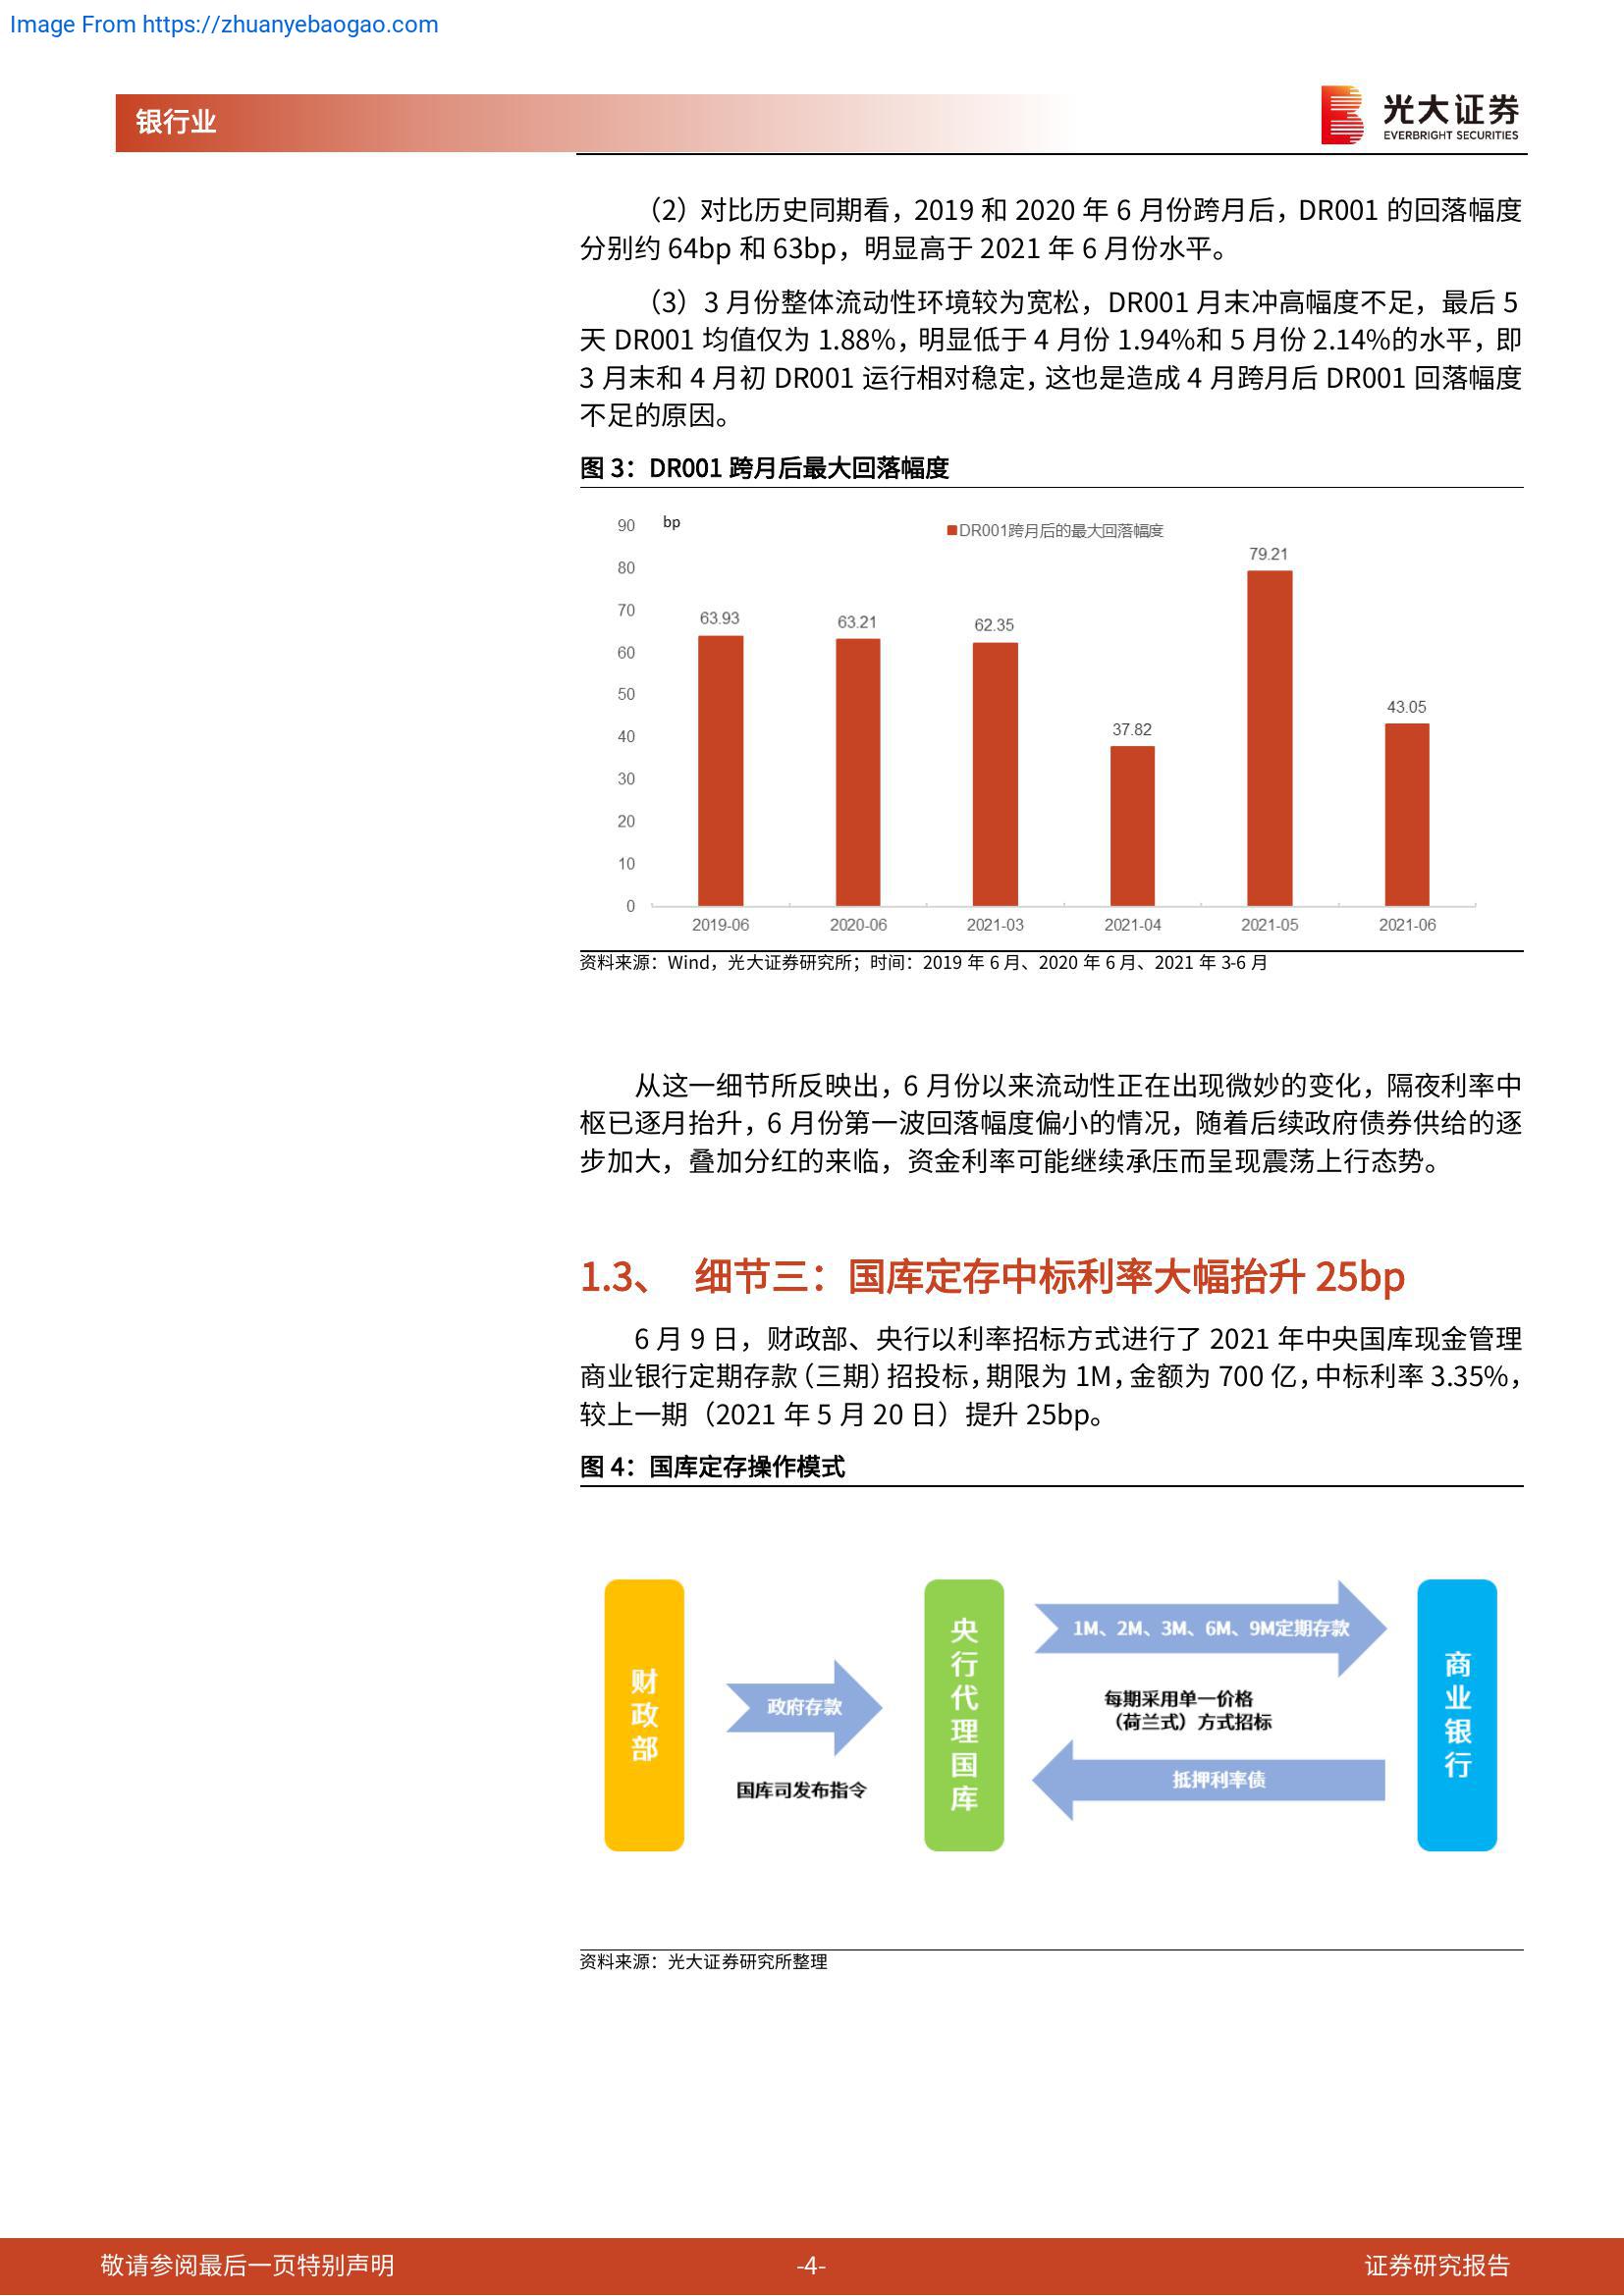 Image From https://zhuanyebaogao.com
银行业
光大证券
EVERBRIGHT SECURITIES
（2）对比历史同期看，2019 和 2020 年 6 月份跨月后，DR001 的回落幅度
分别约 64bp 和 63bp，明显高于 2021 年 6 月份水平。
（3）3 月份整体流动性环境较为宽松，DR001 月末冲高幅度不足，最后 5
天 DR001 均值仅为 1.88%，明显低于 4 月份 1.94%和 5 月份 2.14%的水平，即
3 月末和 4 月初 DR001 运行相对稳定，这也是造成 4 月跨月后 DR001 回落幅度
不足的原因。
图 3：DR001 跨月后最大回落幅度
bp
DR001跨月后的最大回落幅度
90
80
70
60
50
40
30
20
10
0
63.93
63.21
62.35
37.82
79.21
43.05
2019-06
2020-06
2021-03
2021-04
2021-05
2021-06
资料来源：Wind，光大证券研究所；时间：2019 年 6 月、2020 年 6 月、2021 年 3-6 月
从这一细节所反映出，6 月份以来流动性正在出现微妙的变化，隔夜利率中
枢已逐月抬升，6 月份第一波回落幅度偏小的情况，随着后续政府债券供给的逐
步加大，叠加分红的来临，资金利率可能继续承压而呈现震荡上行态势。
1.3、 细节三：国库定存中标利率大幅抬升 25bp
6 月 9 日，财政部、央行以利率招标方式进行了 2021 年中央国库现金管理
商业银行定期存款（三期）招投标，期限为 1M，金额为 700 亿，中标利率 3.35%，
较上一期（2021 年 5 月 20 日）提升 25bp。
图 4：国库定存操作模式
财政部
政府存款
国库司发布指令
央行代理国库
1M、2M、3M、6M、9M定期存款
每期采用单一价格
（荷兰式）方式招标
抵押利率债
商业银行
资料来源：光大证券研究所整理
敬请参阅最后一页特别声明
-4-
证券研究报告